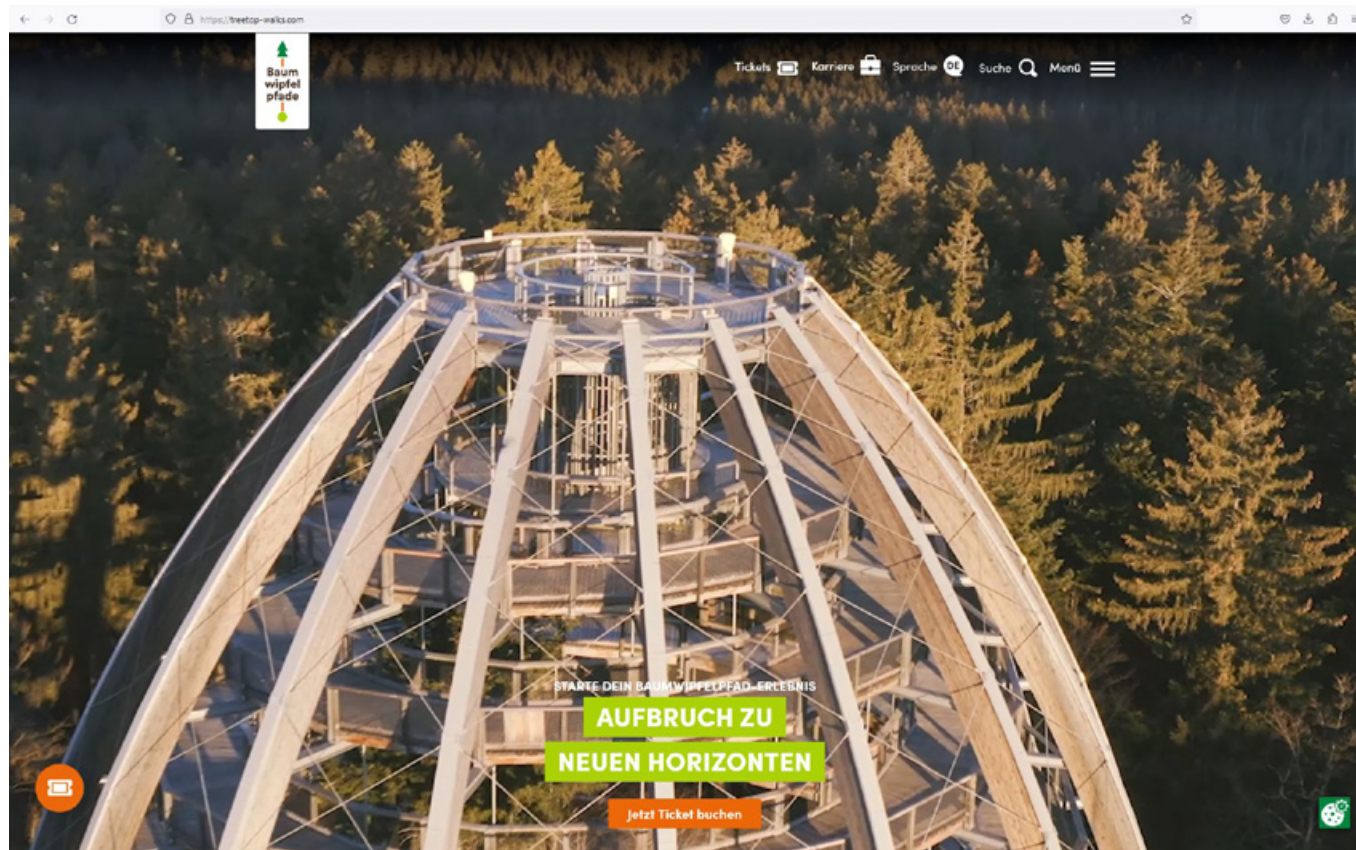 https://treetop-walks.com
Baum
wipfel
pfade
Tickets
Karriere
Sprache DE
Suche
Menü
STARTE DEIN BAUMWIPFELPFAD-ERLEBNIS
AUFBRUCH ZU
NEUEN HORIZONTEN
Jetzt Ticket buchen